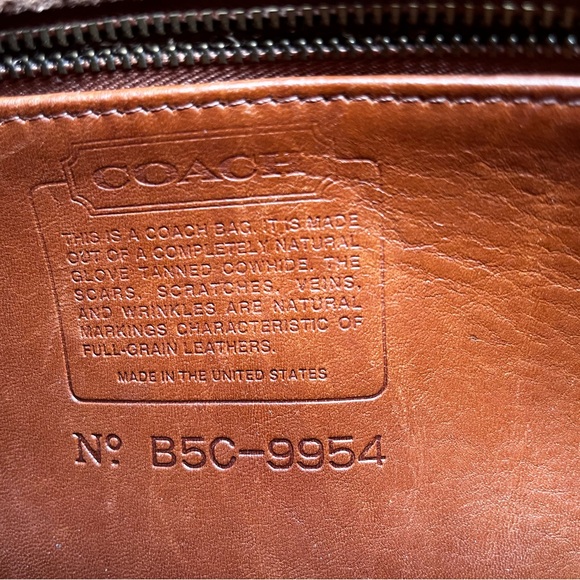 COACH
THIS IS A COACH BAG. IT IS MADE
OUT OF A COMPLETELY NATURAL
GLOVE TANNED COWHIDE. THE
SCARS, SCRATCHES, VEINS,
AND WRINKLES ARE NATURAL
MARKINGS CHARACTERISTIC OF
FULL-GRAIN LEATHERS.
MADE IN THE UNITED STATES
Nº B5C-9954